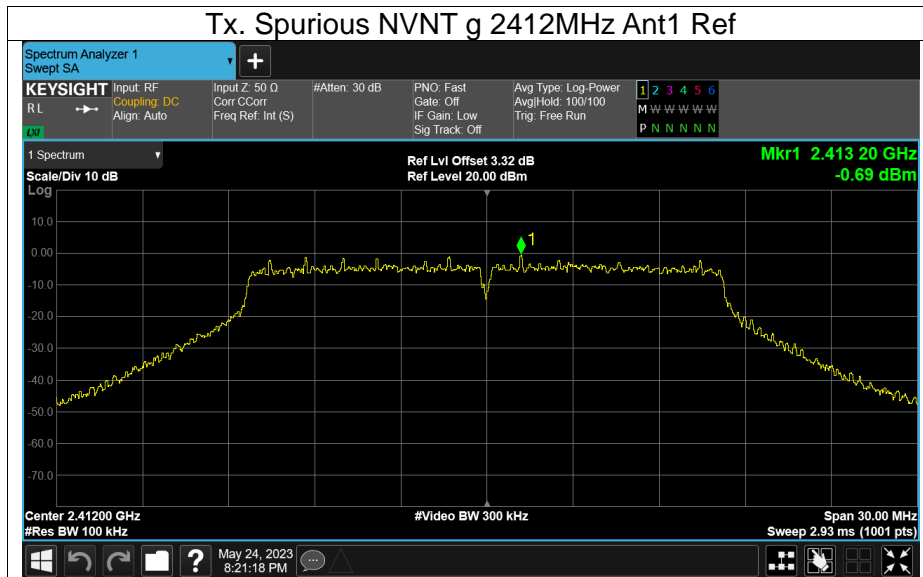 Tx. Spurious NVNT g 2412MHz Ant1 Ref
Spectrum Analyzer 1
Swept SA
+
KEYSIGHT
RL
LXI
Input: RF
Coupling: DC
Align: Auto
Input Z: 50 Ω
Corr CCorr
Freq Ref: Int (S)
#Atten: 30 dB
PNO: Fast
Gate: Off
IF Gain: Low
Sig Track: Off
Avg Type: Log-Power
Avg|Hold: 100/100
Trig: Free Run
1 2 3 4 5 6
M W W W W W
P N N N N N
1 Spectrum
Scale/Div 10 dB
Ref Lvl Offset 3.32 dB
Ref Level 20.00 dBm
Mkr1 2.413 20 GHz
-0.69 dBm
Log
10.0
0.00
-10.0
-20.0
-30.0
-40.0
-50.0
-60.0
-70.0
1
Center 2.41200 GHz
#Res BW 100 kHz
#Video BW 300 kHz
Span 30.00 MHz
Sweep 2.93 ms (1001 pts)
?
May 24, 2023
8:21:18 PM